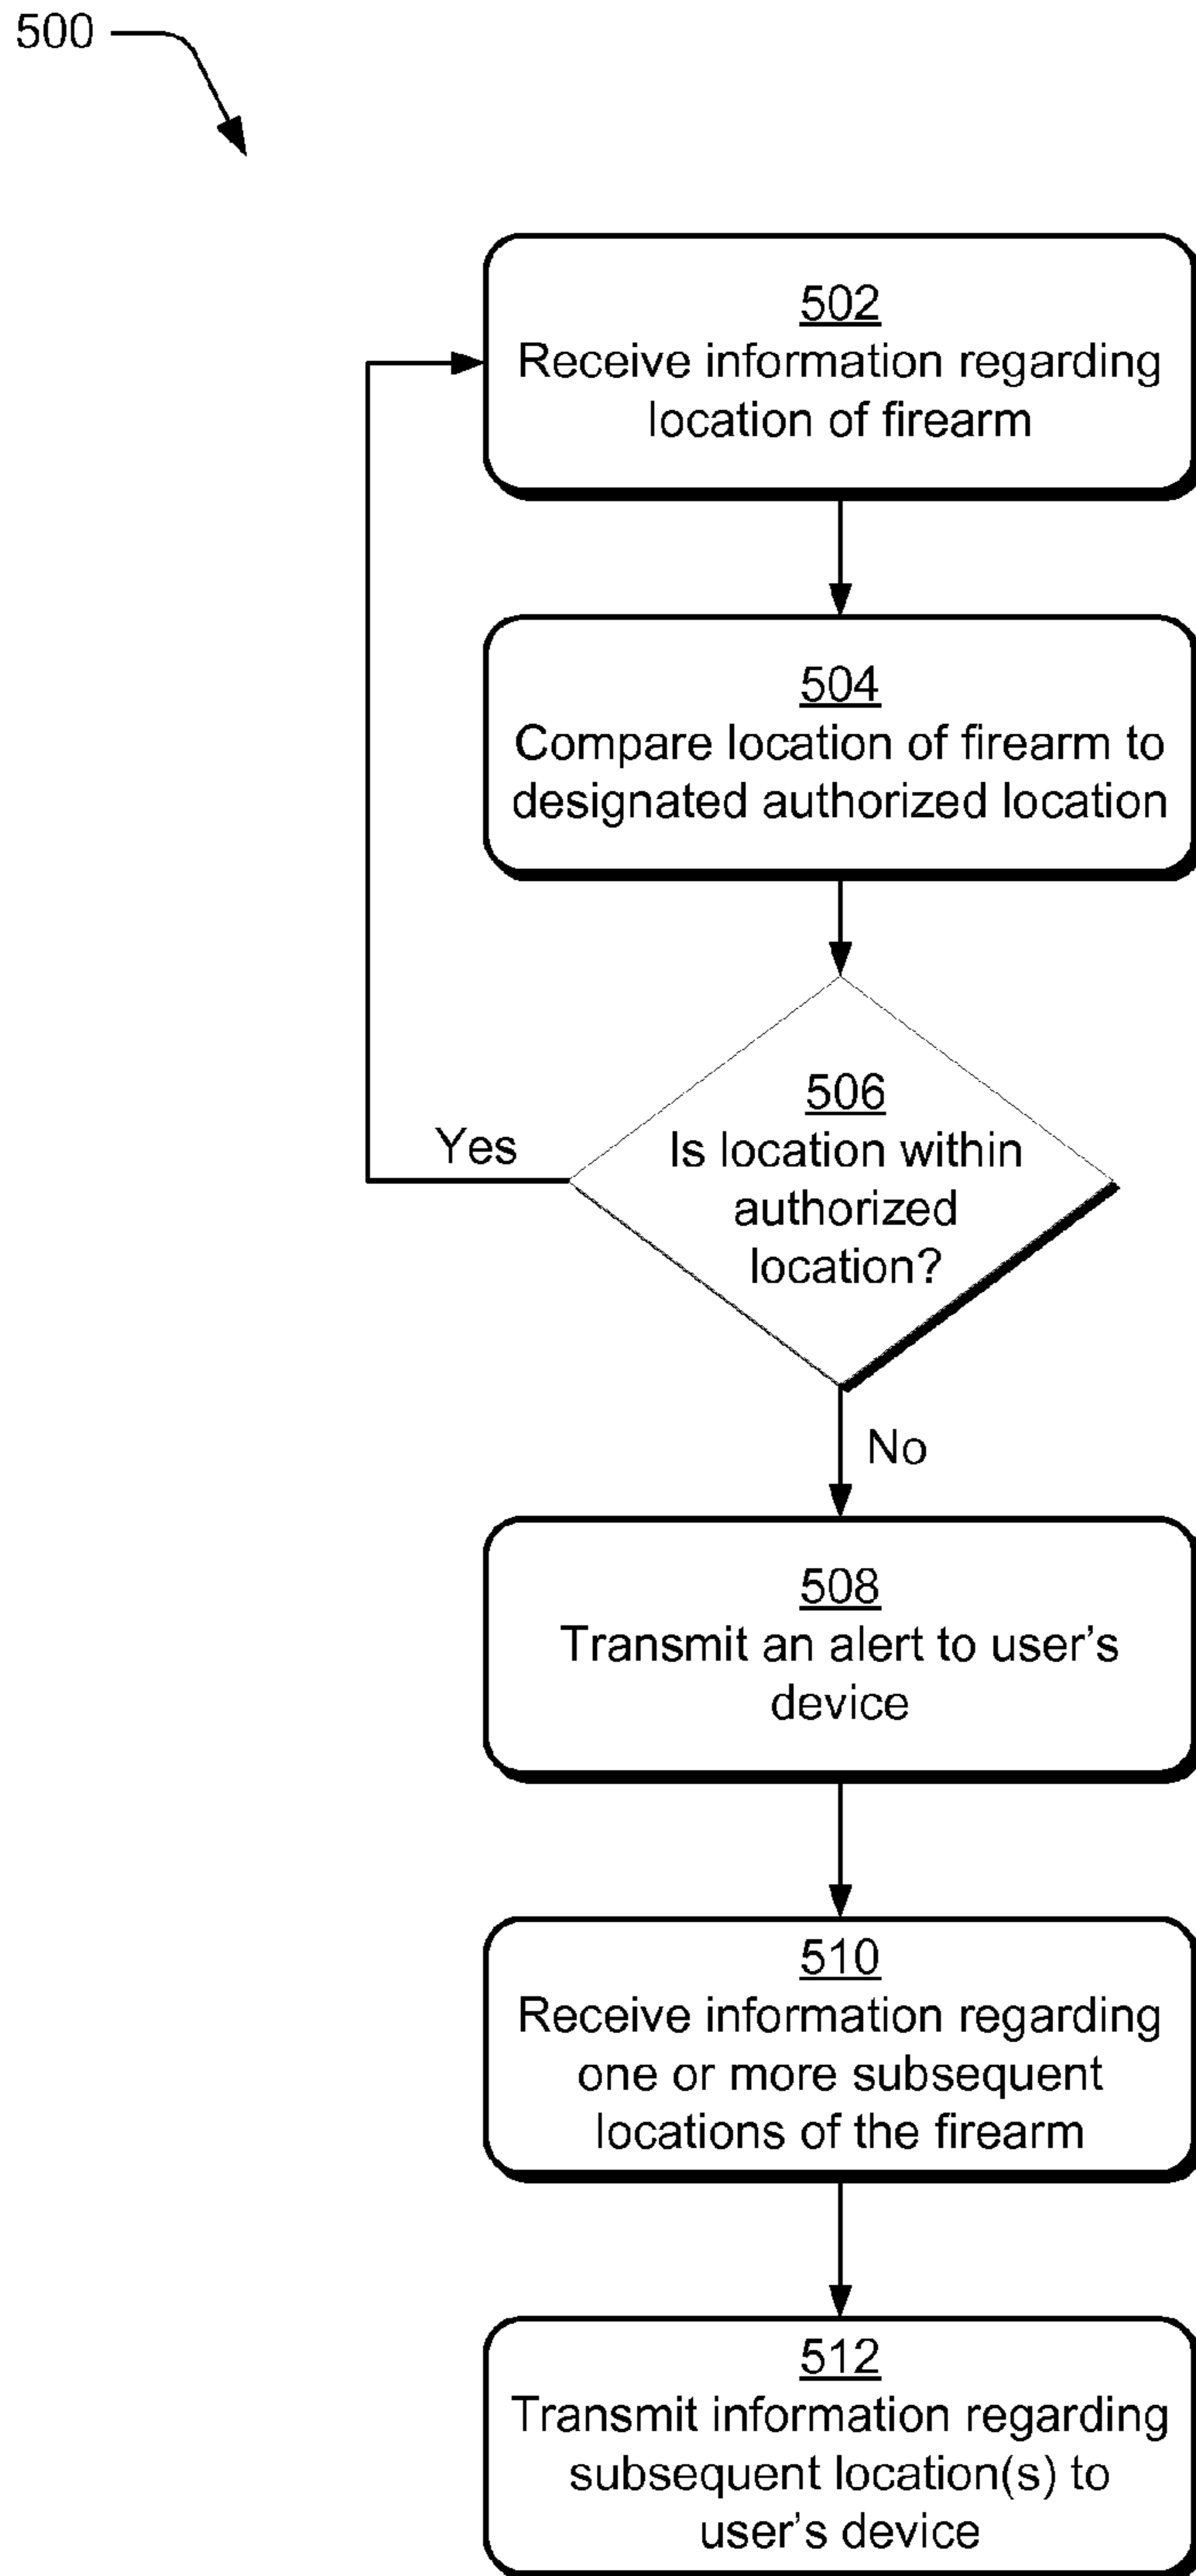 500
502
Receive information regarding
location of firearm
504
Compare location of firearm to
designated authorized location
506
Is location within
authorized
location?
Yes
No
508
Transmit an alert to user's
device
510
Receive information regarding
one or more subsequent
locations of the firearm
512
Transmit information regarding
subsequent location(s) to
user's device